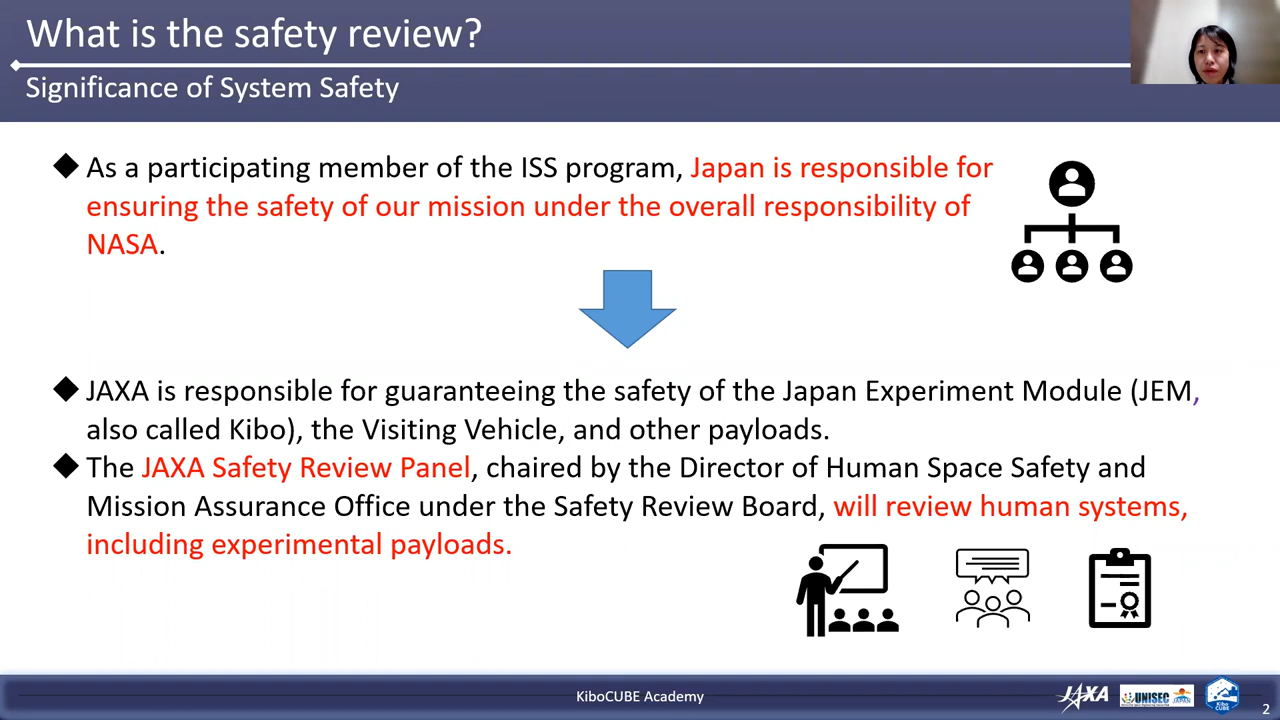 What is the safety review?
Significance of System Safety
As a participating member of the ISS program, Japan is responsible for
ensuring the safety of our mission under the overall responsibility of
NASA.
JAXA is responsible for guaranteeing the safety of the Japan Experiment Module (JEM,
also called Kibo), the Visiting Vehicle, and other payloads.
The JAXA Safety Review Panel, chaired by the Director of Human Space Safety and
Mission Assurance Office under the Safety Review Board, will review human systems,
including experimental payloads.
KiboCUBE Academy
JAXA
UNISEC
JAPAN
Kibo
CUBE
2